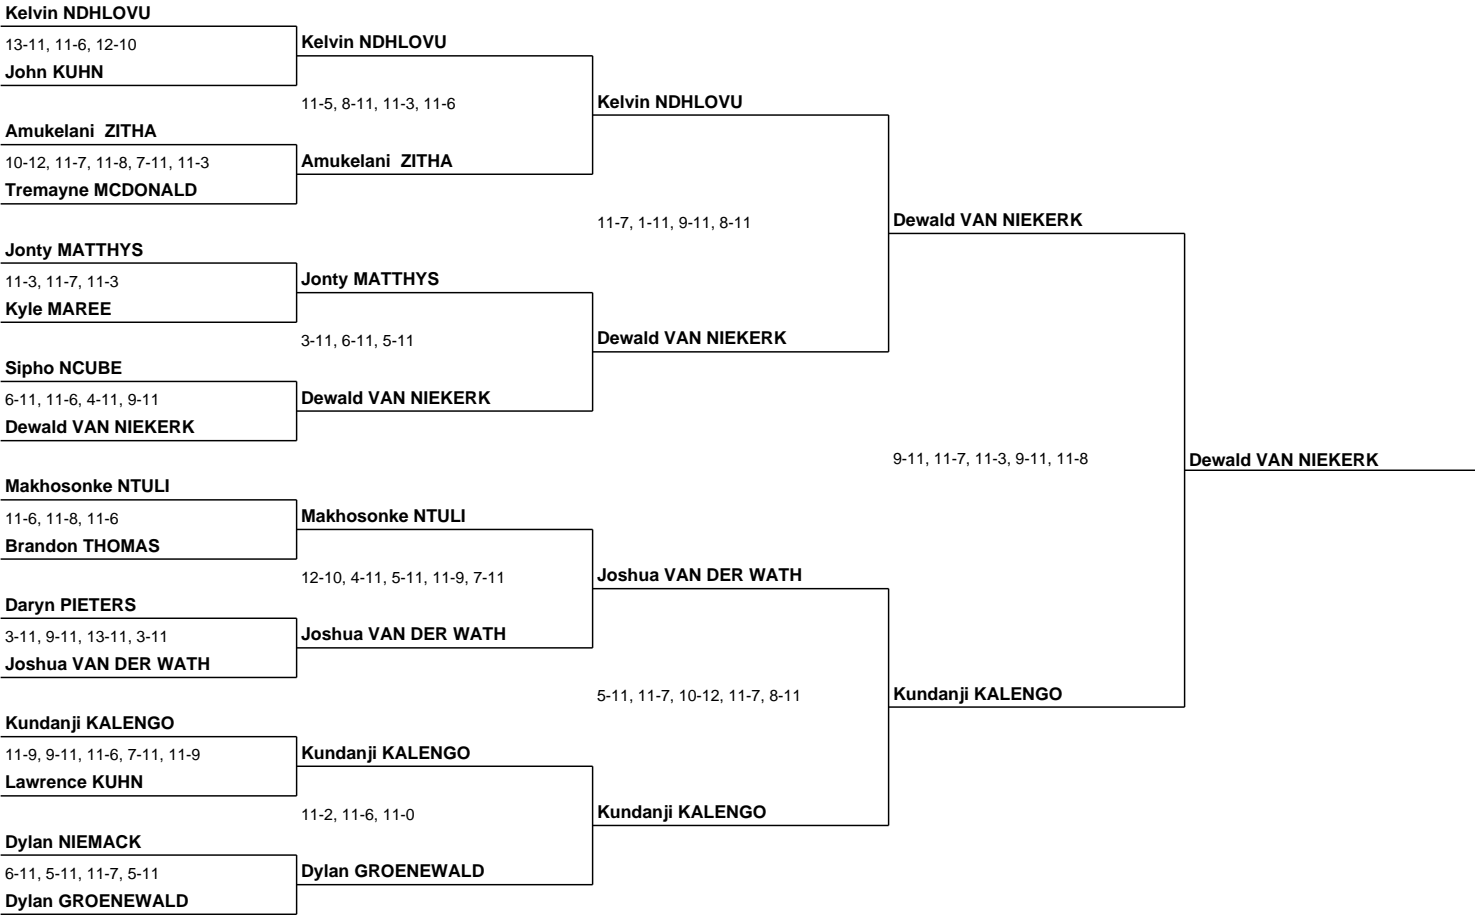 Kelvin NDHLOVU
13-11, 11-6, 12-10
John KUHN
Amukelani  ZITHA
10-12, 11-7, 11-8, 7-11, 11-3
Tremayne MCDONALD
Jonty MATTHYS
11-3, 11-7, 11-3
Kyle MAREE
Sipho NCUBE
6-11, 11-6, 4-11, 9-11
Dewald VAN NIEKERK
Makhosonke NTULI
11-6, 11-8, 11-6
Brandon THOMAS
Daryn PIETERS
3-11, 9-11, 13-11, 3-11
Joshua VAN DER WATH
Kundanji KALENGO
11-9, 9-11, 11-6, 7-11, 11-9
Lawrence KUHN
Dylan NIEMACK
6-11, 5-11, 11-7, 5-11
Dylan GROENEWALD
Kelvin NDHLOVU
11-5, 8-11, 11-3, 11-6
Amukelani  ZITHA
Jonty MATTHYS
3-11, 6-11, 5-11
Dewald VAN NIEKERK
Makhosonke NTULI
12-10, 4-11, 5-11, 11-9, 7-11
Joshua VAN DER WATH
Kundanji KALENGO
11-2, 11-6, 11-0
Dylan GROENEWALD
Kelvin NDHLOVU
11-7, 1-11, 9-11, 8-11
Dewald VAN NIEKERK
Joshua VAN DER WATH
5-11, 11-7, 10-12, 11-7, 8-11
Kundanji KALENGO
Dewald VAN NIEKERK
9-11, 11-7, 11-3, 9-11, 11-8
Kundanji KALENGO
Dewald VAN NIEKERK